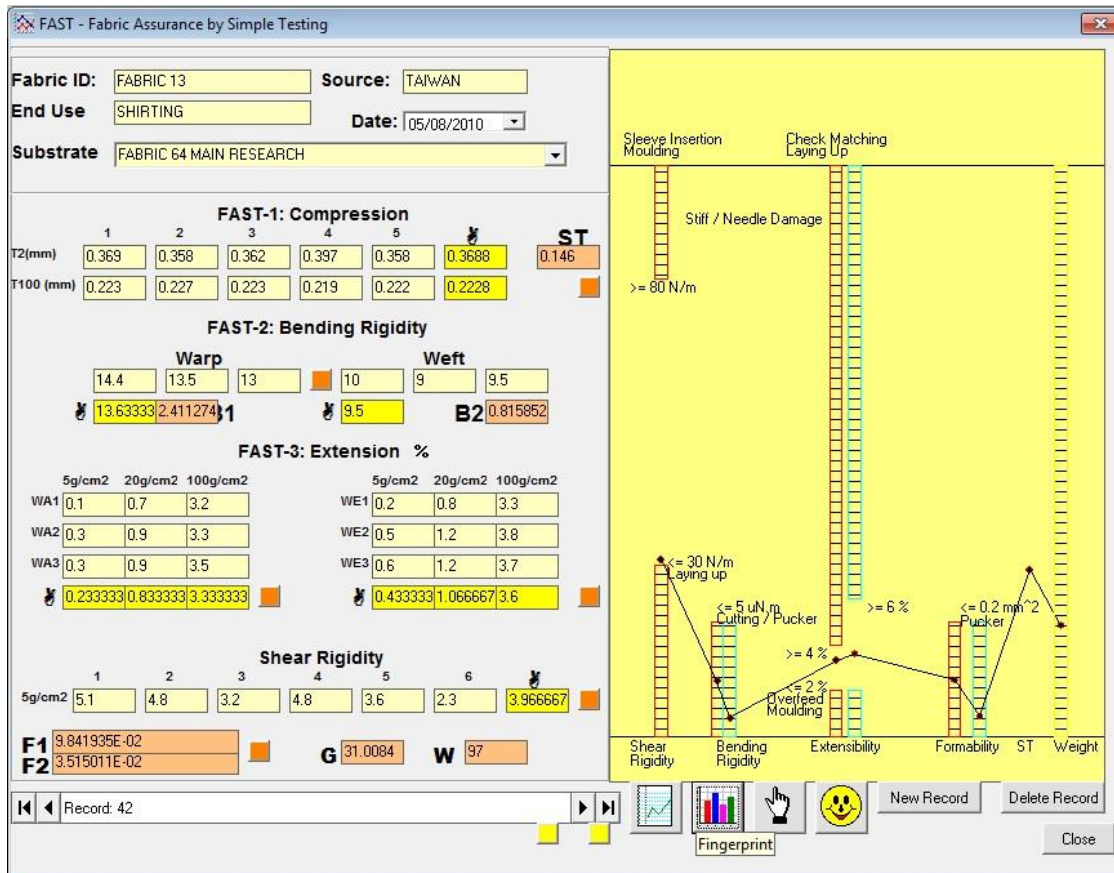 FAST - Fabric Assurance by Simple Testing
Fabric ID: FABRIC 13 Source: TAIWAN
End Use SHIRTING Date: 05/08/2010
Substrate FABRIC 64 MAIN RESEARCH
FAST-1: Compression
1 2 3 4 5 ST
T2(mm) 0.369 0.358 0.362 0.397 0.358 0.3688 0.146
T100 (mm) 0.223 0.227 0.223 0.219 0.222 0.2228
FAST-2: Bending Rigidity
Warp Weft
14.4 13.5 13 10 9 9.5
13.63333 2.411274 B1 9.5 B2 0.815852
FAST-3: Extension %
5g/cm2 20g/cm2 100g/cm2 5g/cm2 20g/cm2 100g/cm2
WA1 0.1 0.7 3.2 WE1 0.2 0.8 3.3
WA2 0.3 0.9 3.3 WE2 0.5 1.2 3.8
WA3 0.3 0.9 3.5 WE3 0.6 1.2 3.7
0.233333 0.833333 3.333333 0.433333 1.066667 3.6
Shear Rigidity
1 2 3 4 5 6
5g/cm2 5.1 4.8 3.2 4.8 3.6 2.3 3.966667
F1 9.841935E-02
F2 3.515011E-02
G 31.0084 W 97
Record: 42
Sleeve Insertion Check Matching
Moulding Laying Up
Stiff / Needle Damage
>= 80 N/m
<= 30 N/m
Laying up
<= 5 uN.m >= 6 % <= 0.2 mm^2
Cutting / Pucker Pucker
>= 4 %
<= 2 %
Overfeed
Moulding
Shear Bending Extensibility Formability ST Weight
Rigidity Rigidity
New Record Delete Record
Fingerprint
Close